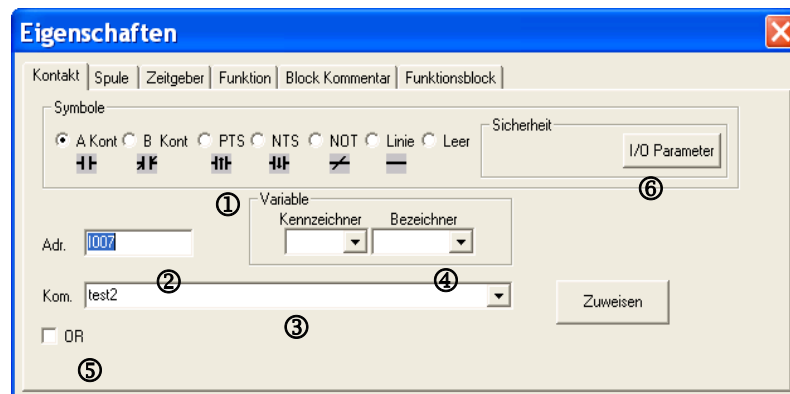 Eigenschaften
Kontakt Spule Zeitgeber Funktion Block Kommentar Funktionsblock
Symbole
A Kont B Kont PTS NTS NOT Linie Leer
Sicherheit
I/O Parameter
①
⑥
Variable
Kennzeichner Bezeichner
Adr. I007
②
④
Kom. test2
Zuweisen
③
OR
⑤